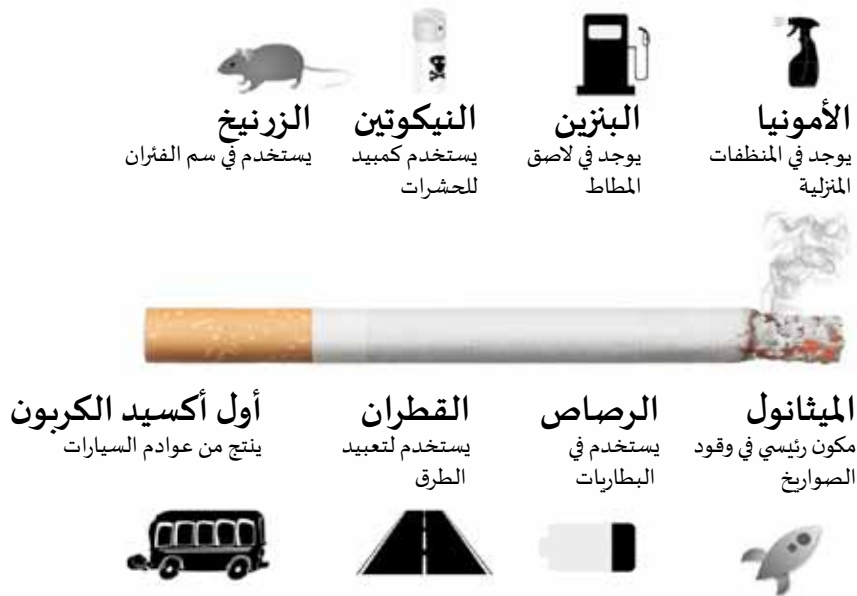 الأمونيا
يوجد في المنظفات
المنزلية
البنزين
يوجد في لاصق
المطاط
النيكوتين
يستخدم كمبيد
للحشرات
الزرنيخ
يستخدم في سم الفئران
الميثانول
مكون رئيسي في وقود
الصواريخ
الرصاص
يستخدم في
البطاريات
القطران
يستخدم لتعبيد
الطرق
أول أكسيد الكربون
ينتج من عوادم السيارات